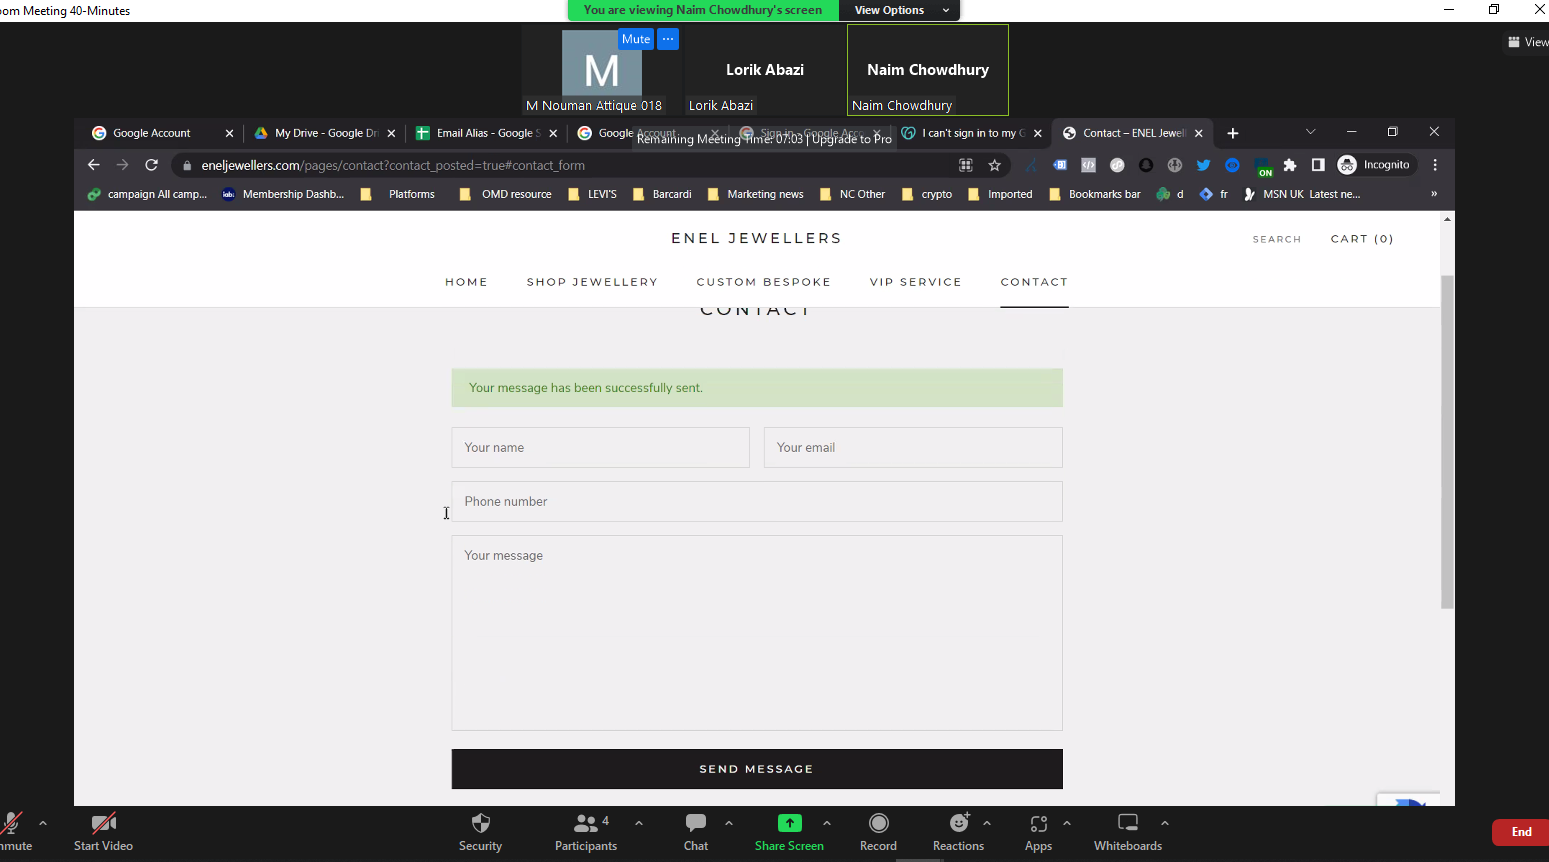 oom Meeting 40-Minutes
You are viewing Naim Chowdhury's screen
View Options
View
Mute
M
Lorik Abazi
Naim Chowdhury
M Nouman Attique 018
Lorik Abazi
Naim Chowdhury
Google Account
My Drive - Google Dri
Email Alias - Google S
Google Account
Sign in - Google Acco
I can't sign in to my G
Contact – ENEL Jewell
Remaining Meeting Time: 07:03 | Upgrade to Pro
eneljewellers.com/pages/contact?contact_posted=true#contact_form
ON
Incognito
campaign All camp...
iab:
Membership Dashb...
Platforms
OMD resource
LEVI'S
Barcardi
Marketing news
NC Other
crypto
Imported
Bookmarks bar
d
fr
MSN UK Latest ne...
»
ENEL JEWELLERS
SEARCH
CART (0)
HOME
SHOP JEWELLERY
CUSTOM BESPOKE
VIP SERVICE
CONTACT
CONTACT
Your message has been successfully sent.
Your name
Your email
Phone number
Your message
SEND MESSAGE
nmute
Start Video
Security
Participants
4
Chat
Share Screen
Record
Reactions
Apps
Whiteboards
End